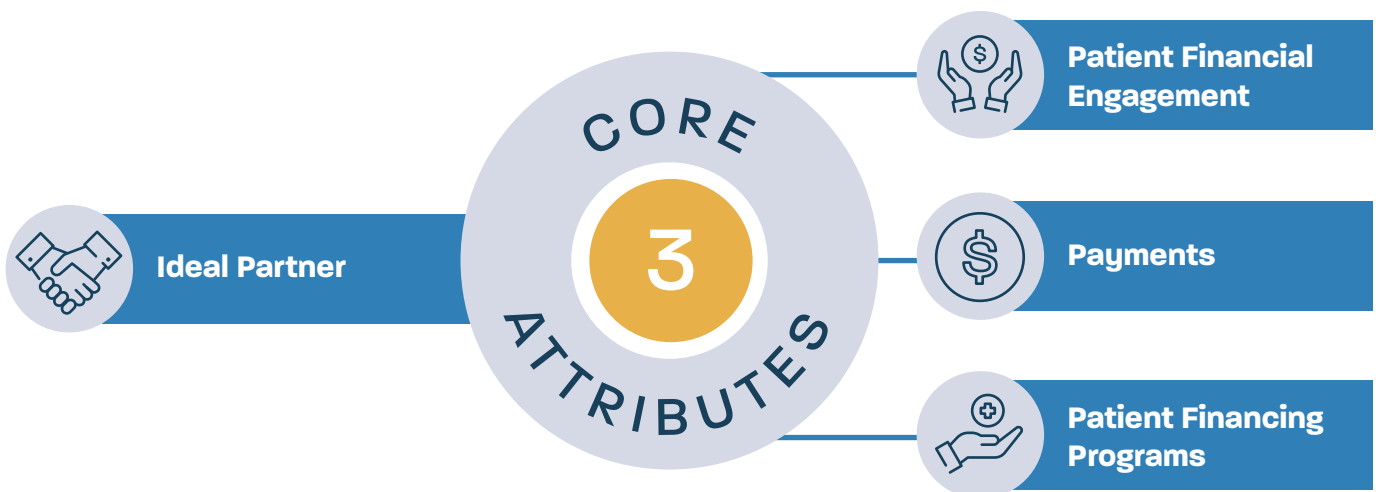 Ideal Partner
CORE
3
ATTRIBUTES
Patient Financial
Engagement
Payments
Patient Financing
Programs